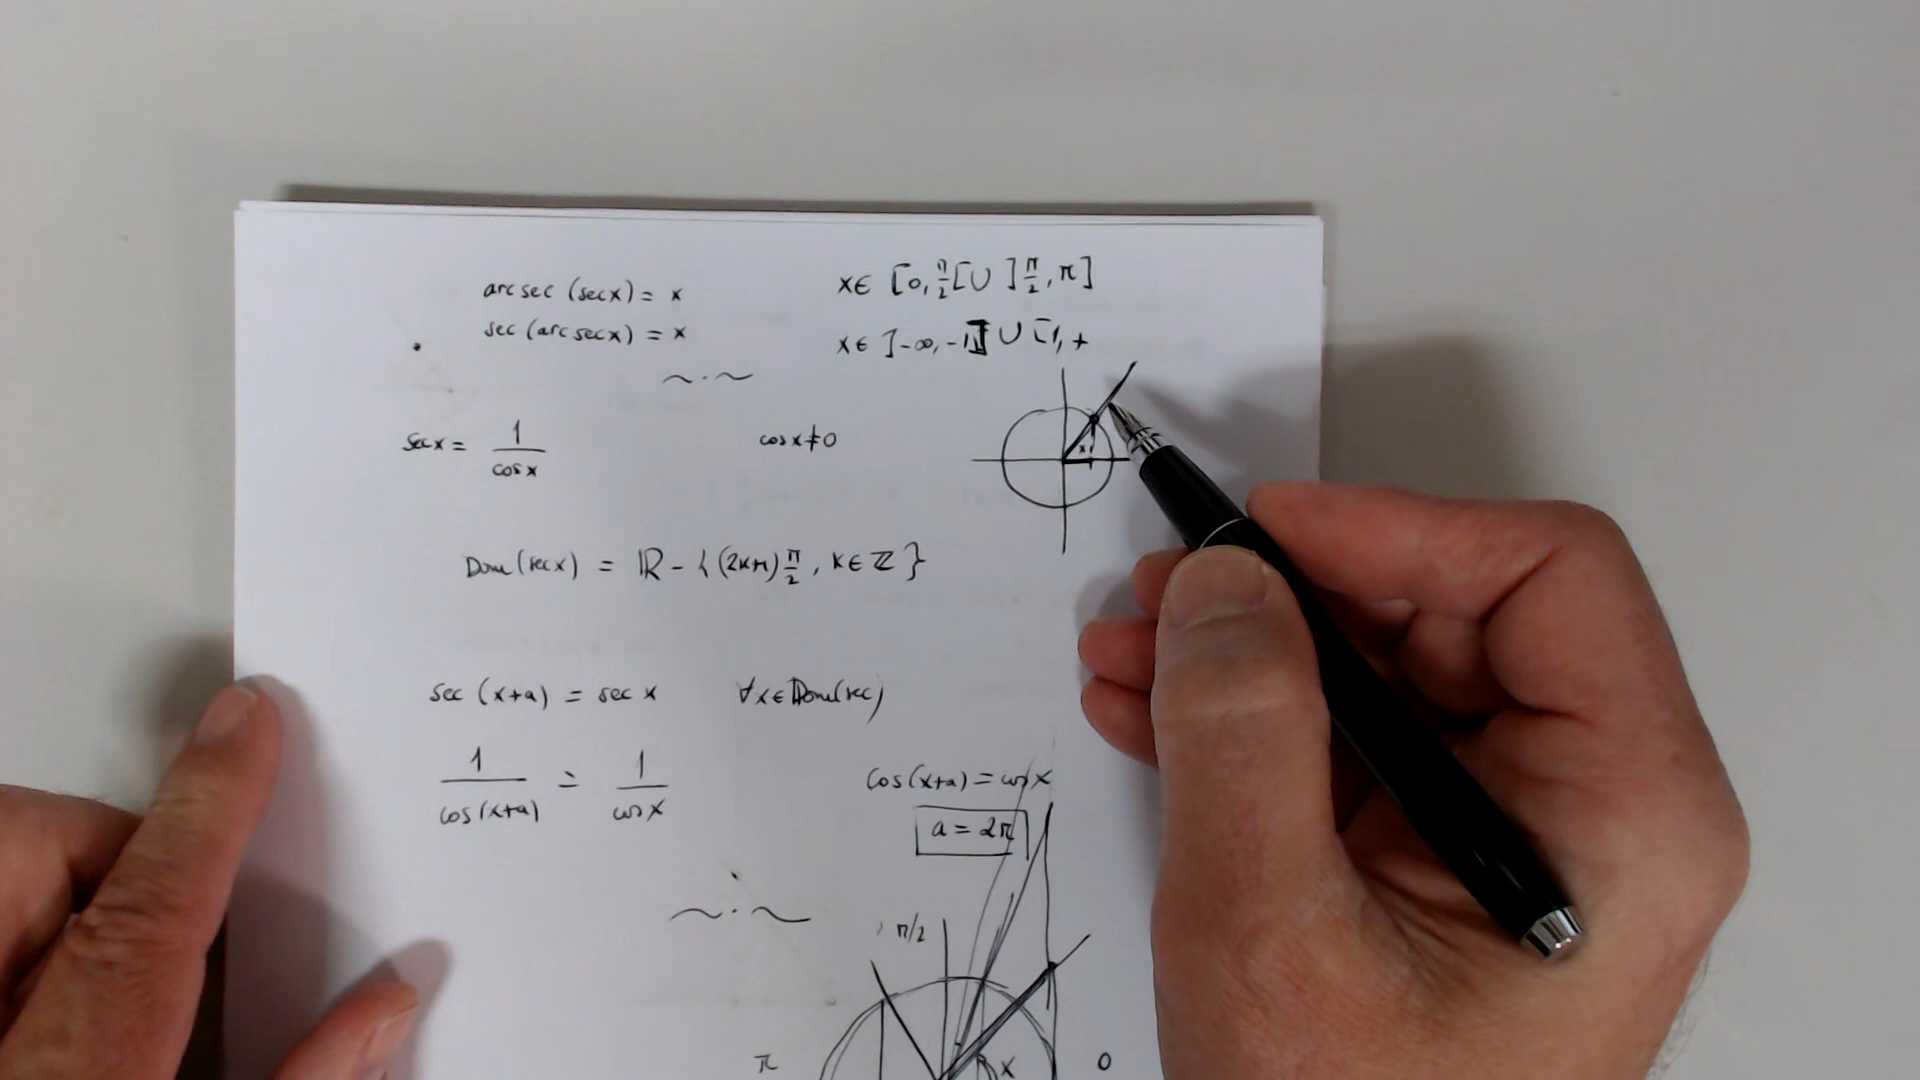 arcsec (secx) = x x ∈ [0, π/2[ ∪ ]π/2, π]
sec (arcsecx) = x x ∈ ]-∞, -1] ∪ [1, +
~.~
secx = 1/cosx cosx ≠ 0
x
Dom(secx) = ℝ - {(2k+1)π/2, k ∈ ℤ}
sec (x+a) = sec x ∀x ∈ Dom(sec)
1/cos(x+a) = 1/cosx cos(x+a) = cosx
a = 2π
~.~
π/2
π x 0